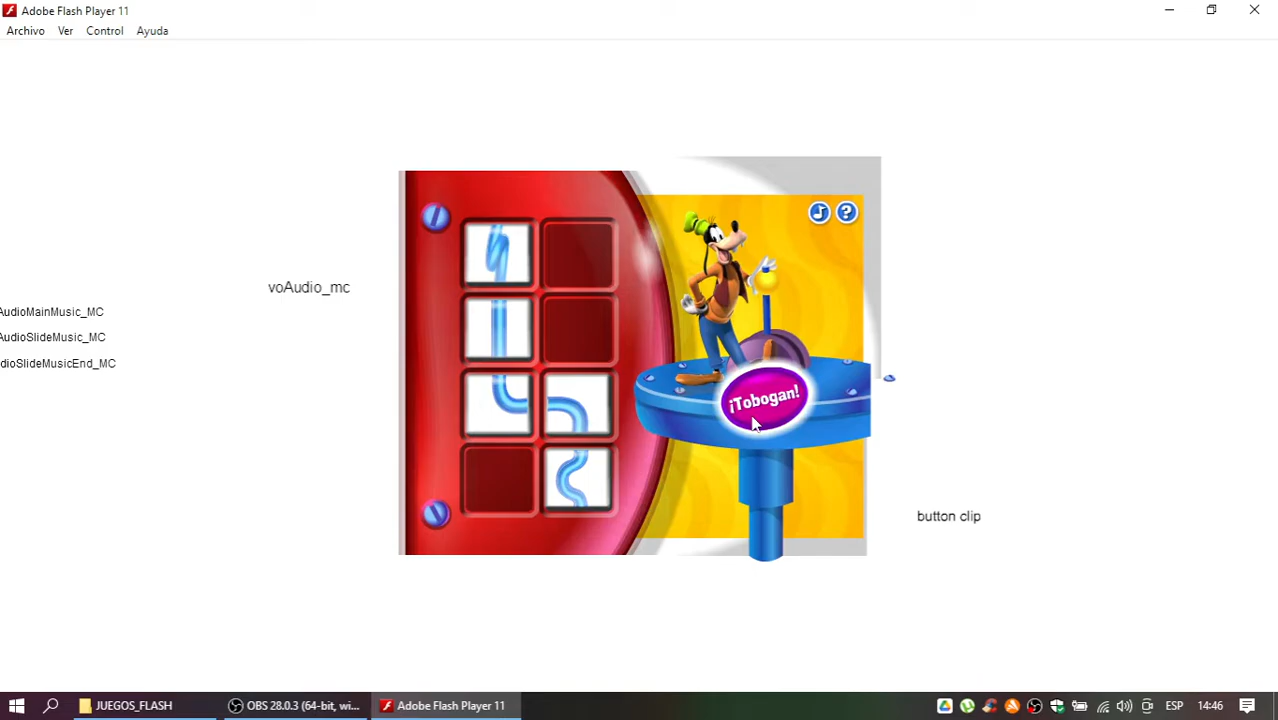 Adobe Flash Player 11
Archivo Ver Control Ayuda
voAudio_mc
AudioMainMusic_MC
AudioSlideMusic_MC
dioSlideMusicEnd_MC
?
¡Tobogan!
button clip
JUEGOS_FLASH
OBS 28.0.3 (64-bit, wi...
Adobe Flash Player 11
ESP
14:46